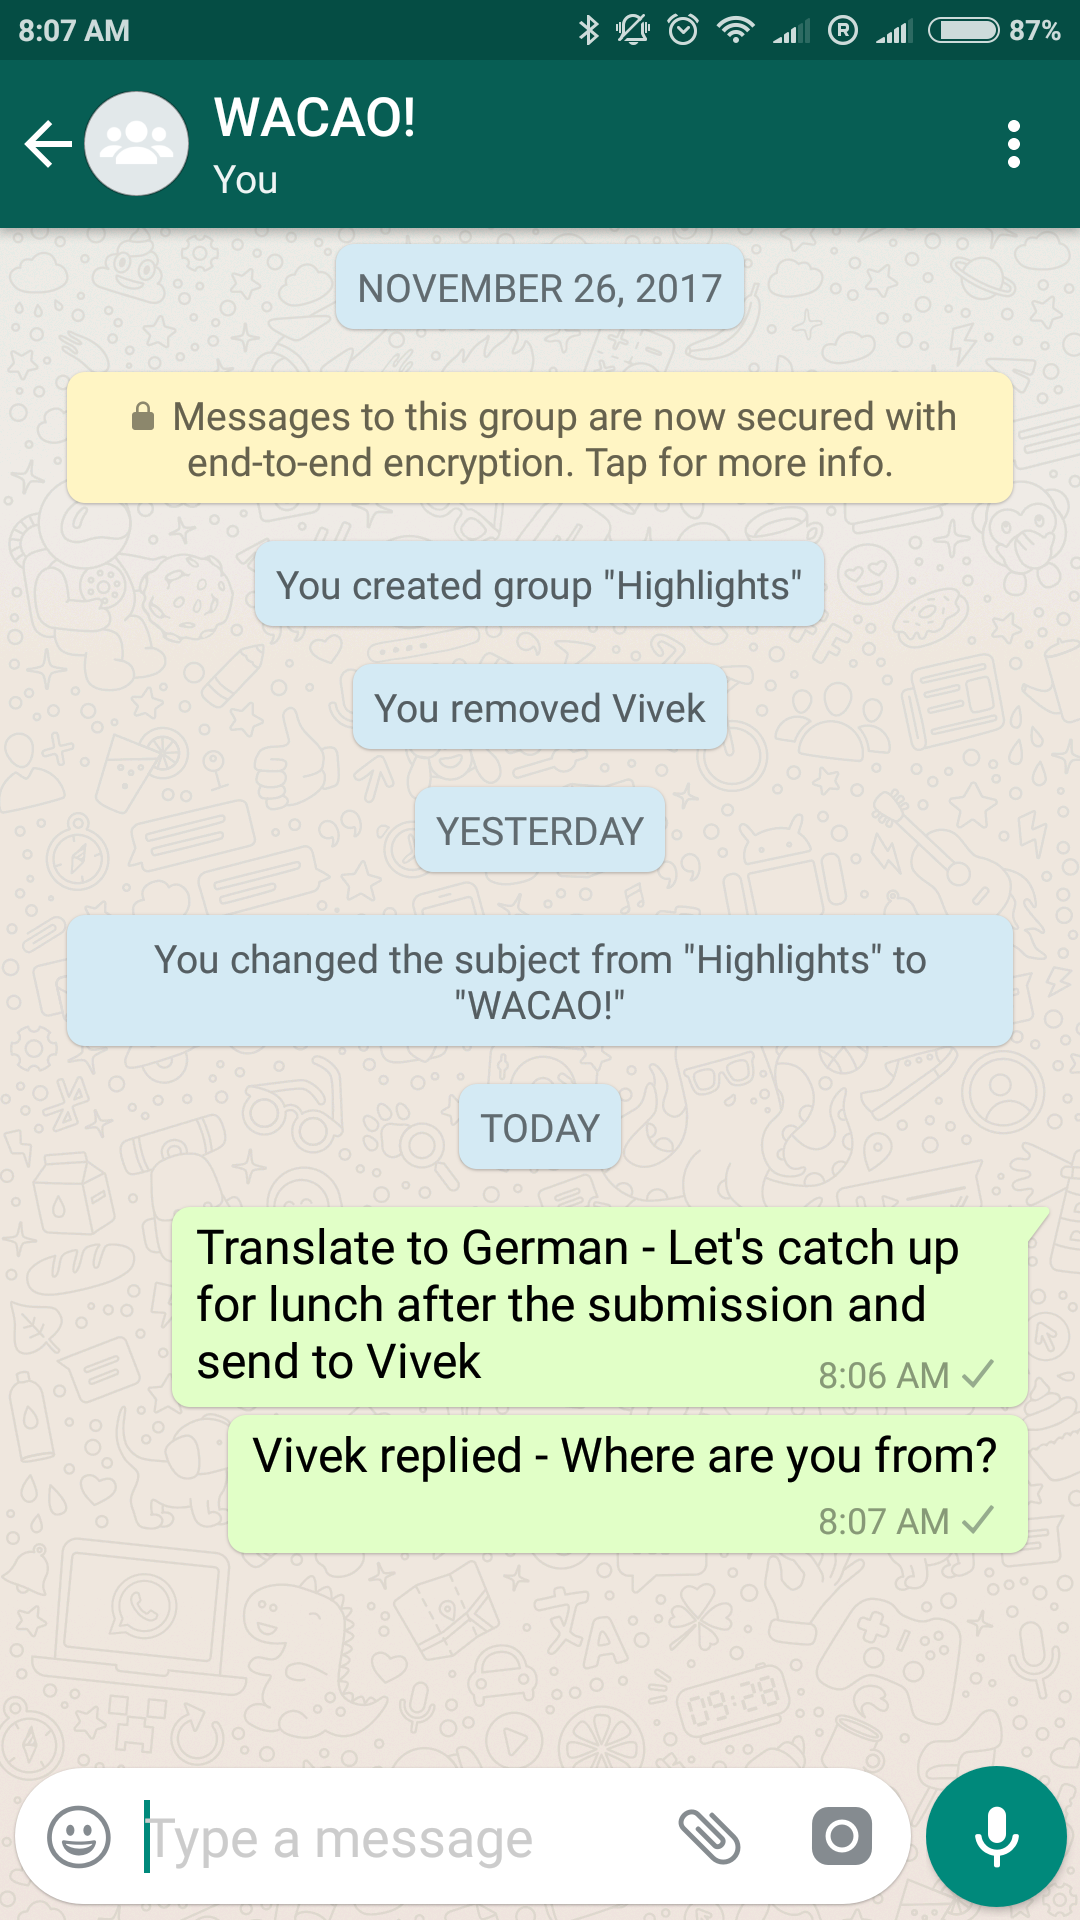 8:07 AM
R
87%
WACAO!
You
NOVEMBER 26, 2017
Messages to this group are now secured with
end-to-end encryption. Tap for more info.
You created group "Highlights"
You removed Vivek
YESTERDAY
You changed the subject from "Highlights" to
"WACAO!"
TODAY
Translate to German - Let's catch up
for lunch after the submission and
send to Vivek
8:06 AM
Vivek replied - Where are you from?
8:07 AM
09:28
Type a message